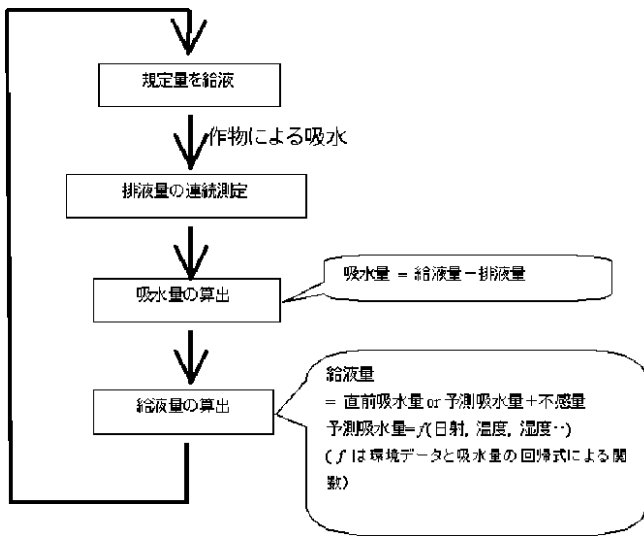 規定量を給液
作物による吸水
排液量の連続測定
吸水量 = 給液量－排液量
吸水量の算出
給液量の算出
給液量
= 直前吸水量 or 予測吸水量＋不感量
予測吸水量=f(日射, 温度, 湿度‥)
( f は環境データと吸水量の回帰式による関
数)